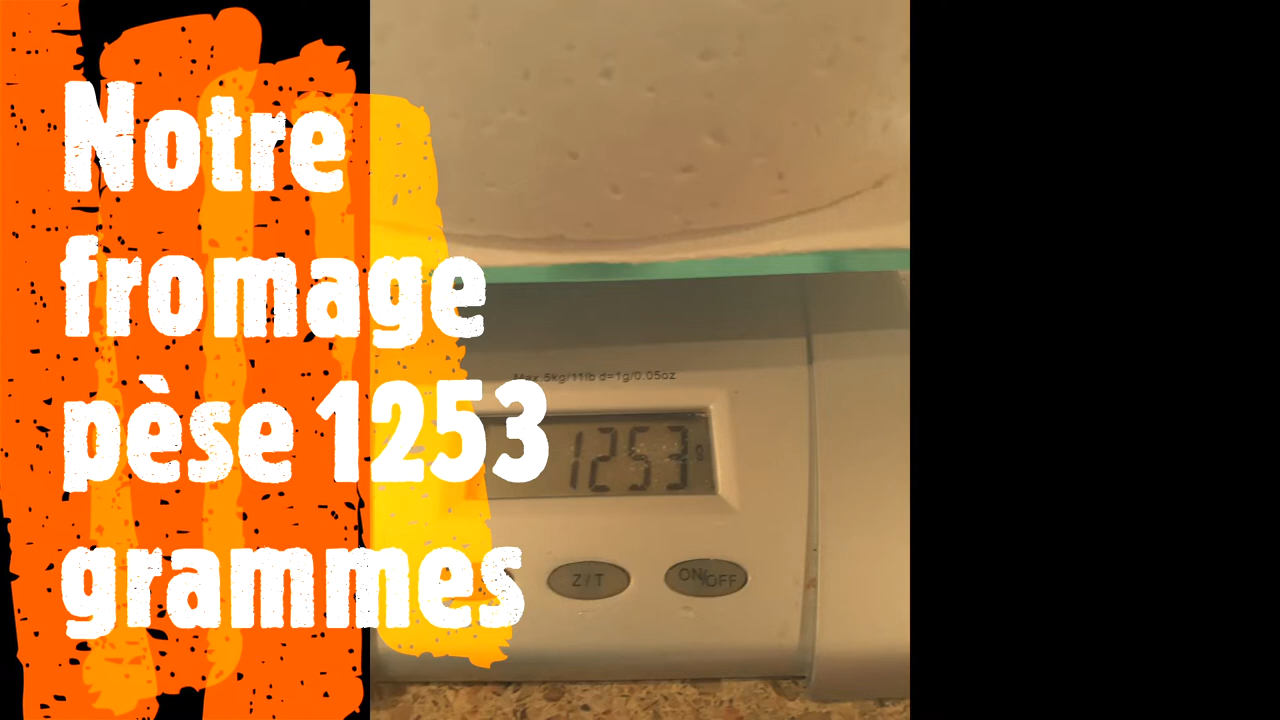 Notre
fromage
pèse 1253
grammes
Max.5kg/11lb d=1g/0.05oz
1253 g
Z/T
ON/OFF